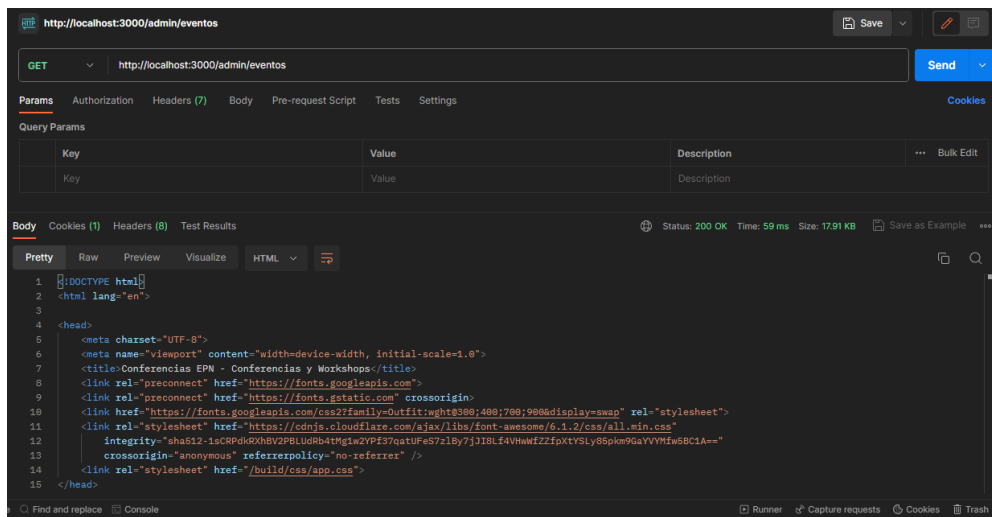 HTTP http://localhost:3000/admin/eventos
Save
GET http://localhost:3000/admin/eventos Send
Params Authorization Headers (7) Body Pre-request Script Tests Settings Cookies
Query Params
Key Value Description ••• Bulk Edit
Key Value Description
Body Cookies (1) Headers (8) Test Results Status: 200 OK Time: 59 ms Size: 17.91 KB Save as Example
Pretty Raw Preview Visualize HTML
1 <!DOCTYPE html>
2 <html lang="en">
3
4 <head>
5 <meta charset="UTF-8">
6 <meta name="viewport" content="width=device-width, initial-scale=1.0">
7 <title>Conferencias EPN - Conferencias y Workshops</title>
8 <link rel="preconnect" href="https://fonts.googleapis.com">
9 <link rel="preconnect" href="https://fonts.gstatic.com" crossorigin>
10 <link href="https://fonts.googleapis.com/css2?family=Outfit:wght@300;400;700;900&display=swap" rel="stylesheet">
11 <link rel="stylesheet" href="https://cdnjs.cloudflare.com/ajax/libs/font-awesome/6.1.2/css/all.min.css"
12 integrity="sha512-1sCRPdkRXhBV2PBLUdRb4tMg1w2YPf37qatUFeS7zlBy7jJI8Lf4VHwWfZZfpXtYSLy85pkm9GaYVYMfw5BC1A=="
13 crossorigin="anonymous" referrerpolicy="no-referrer" />
14 <link rel="stylesheet" href="/build/css/app.css">
15 </head>
Find and replace Console Runner Capture requests Cookies Trash